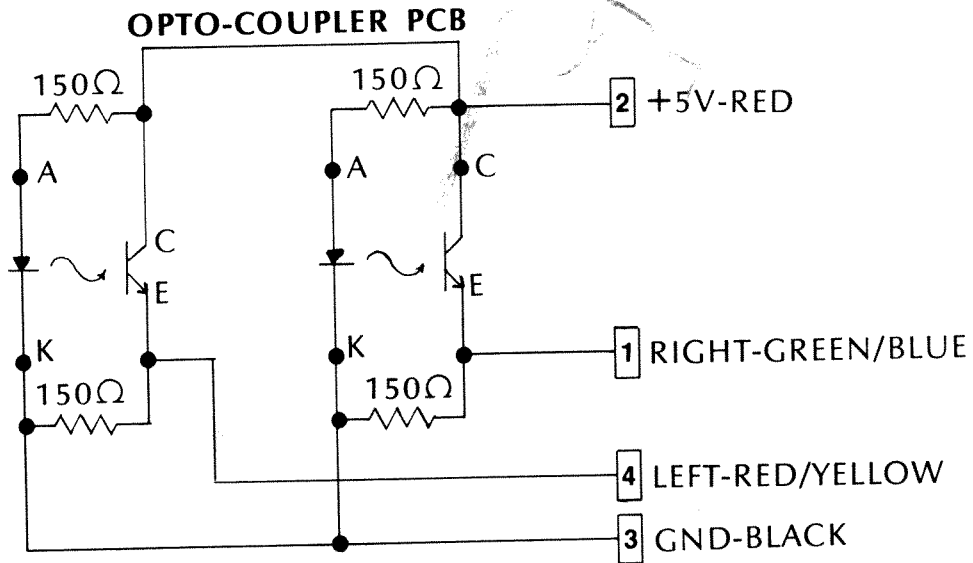 OPTO-COUPLER PCB
150Ω
150Ω
2 +5V-RED
A
A
C
C
E
E
K
K
1 RIGHT-GREEN/BLUE
150Ω
150Ω
4 LEFT-RED/YELLOW
3 GND-BLACK